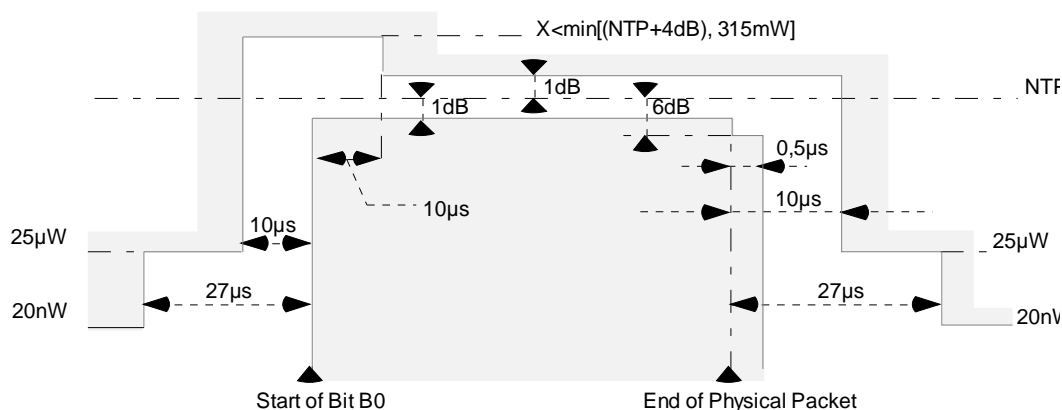 X<min[(NTP+4dB), 315mW]
NTP
1dB
1dB
6dB
0,5µs
10µs
10µs
10µs
25µW
25µW
27µs
27µs
20nW
20nW
Start of Bit B0
End of Physical Packet